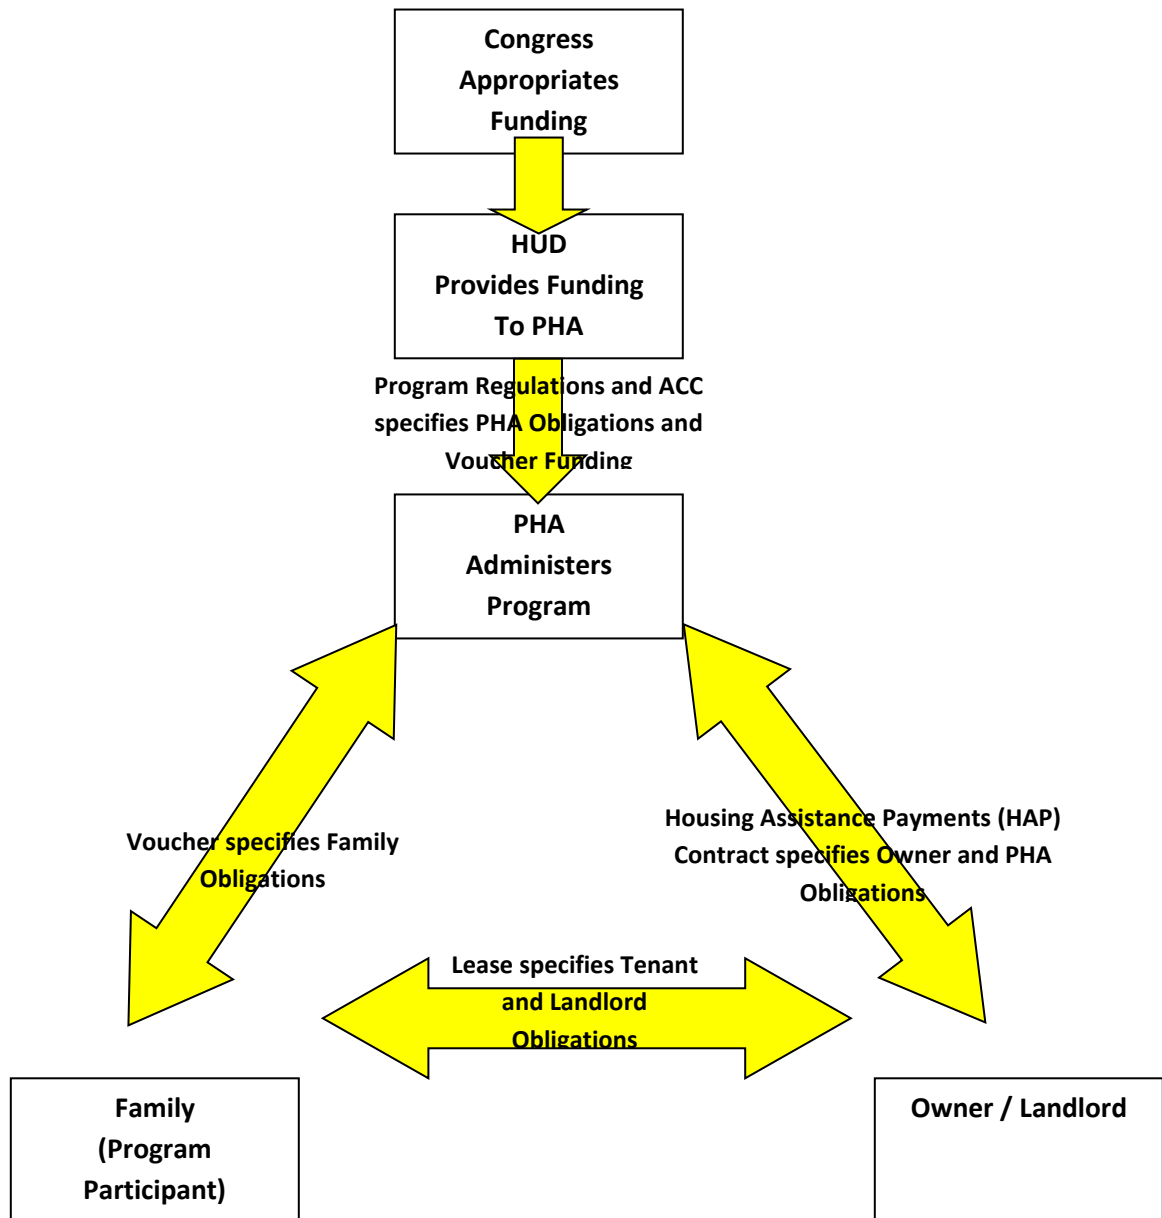 Congress
Appropriates
Funding
HUD
Provides Funding
To PHA
Program Regulations and ACC
specifies PHA Obligations and
Voucher Funding
PHA
Administers
Program
Voucher specifies Family
Obligations
Housing Assistance Payments (HAP)
Contract specifies Owner and PHA
Obligations
Lease specifies Tenant
and Landlord
Obligations
Family
(Program
Participant)
Owner / Landlord